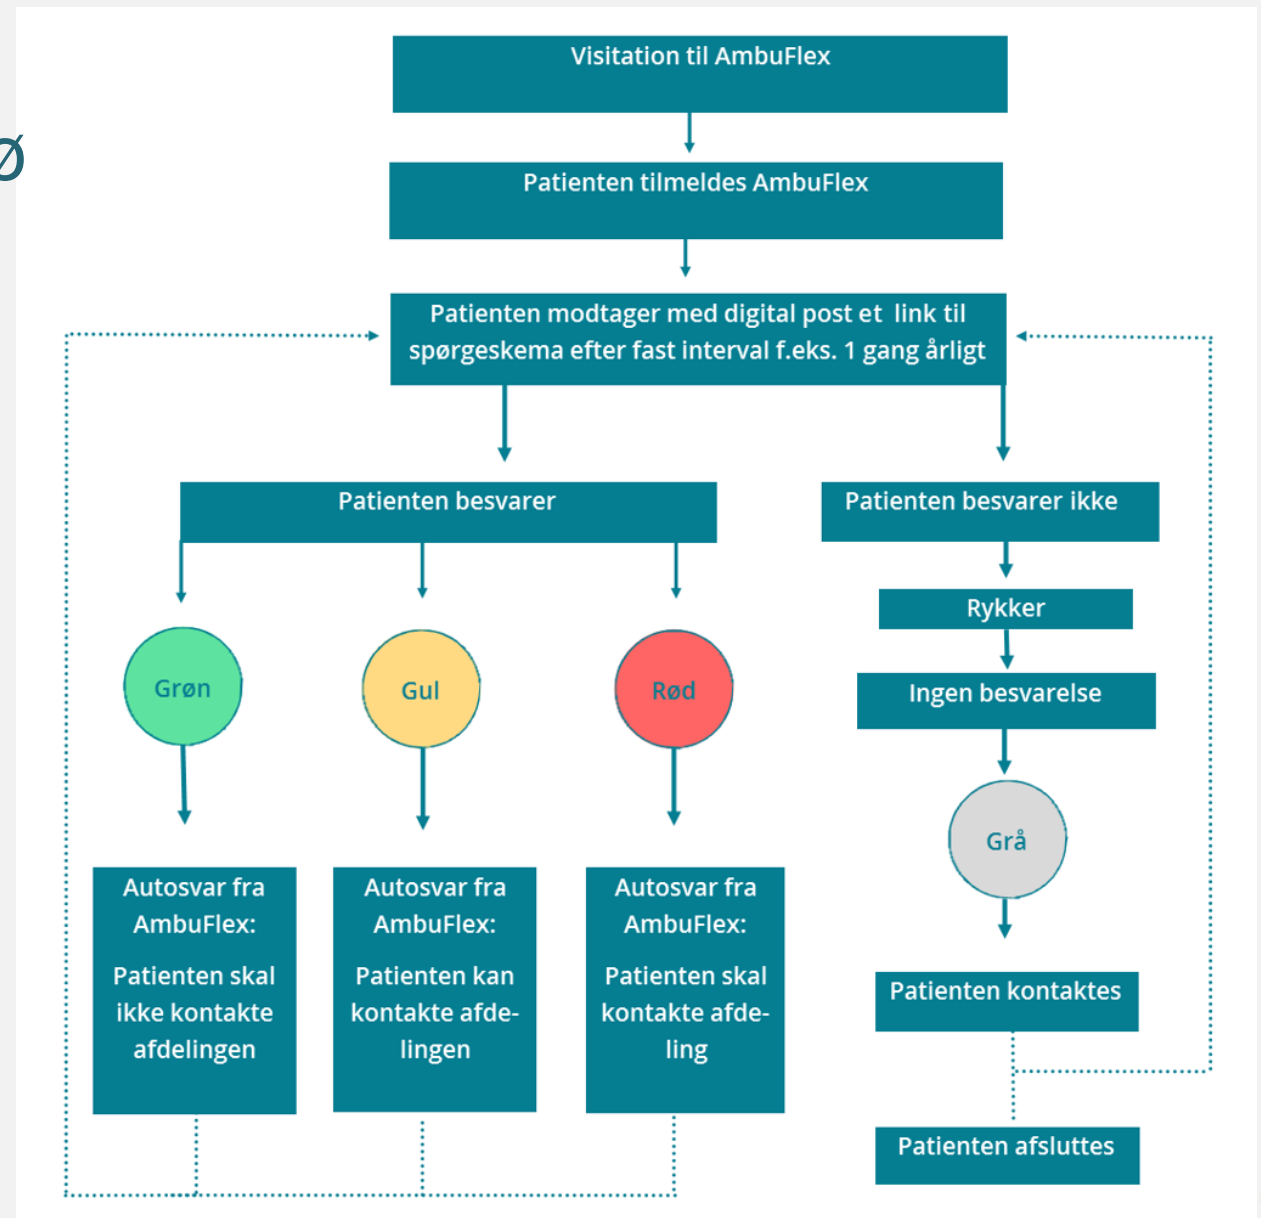 Visitation til AmbuFlex
Ø
Patienten tilmeldes AmbuFlex
Patienten modtager med digital post et link til
spørgeskema efter fast interval f.eks. 1 gang årligt
Patienten besvarer
Patienten besvarer ikke
Rykker
Grøn
Gul
Rød
Ingen besvarelse
Grå
Autosvar fra
AmbuFlex:
Patienten skal
ikke kontakte
afdelingen
Autosvar fra
AmbuFlex:
Patienten kan
kontakte afde-
lingen
Autosvar fra
AmbuFlex:
Patienten skal
kontakte afde-
ling
Patienten kontaktes
Patienten afsluttes